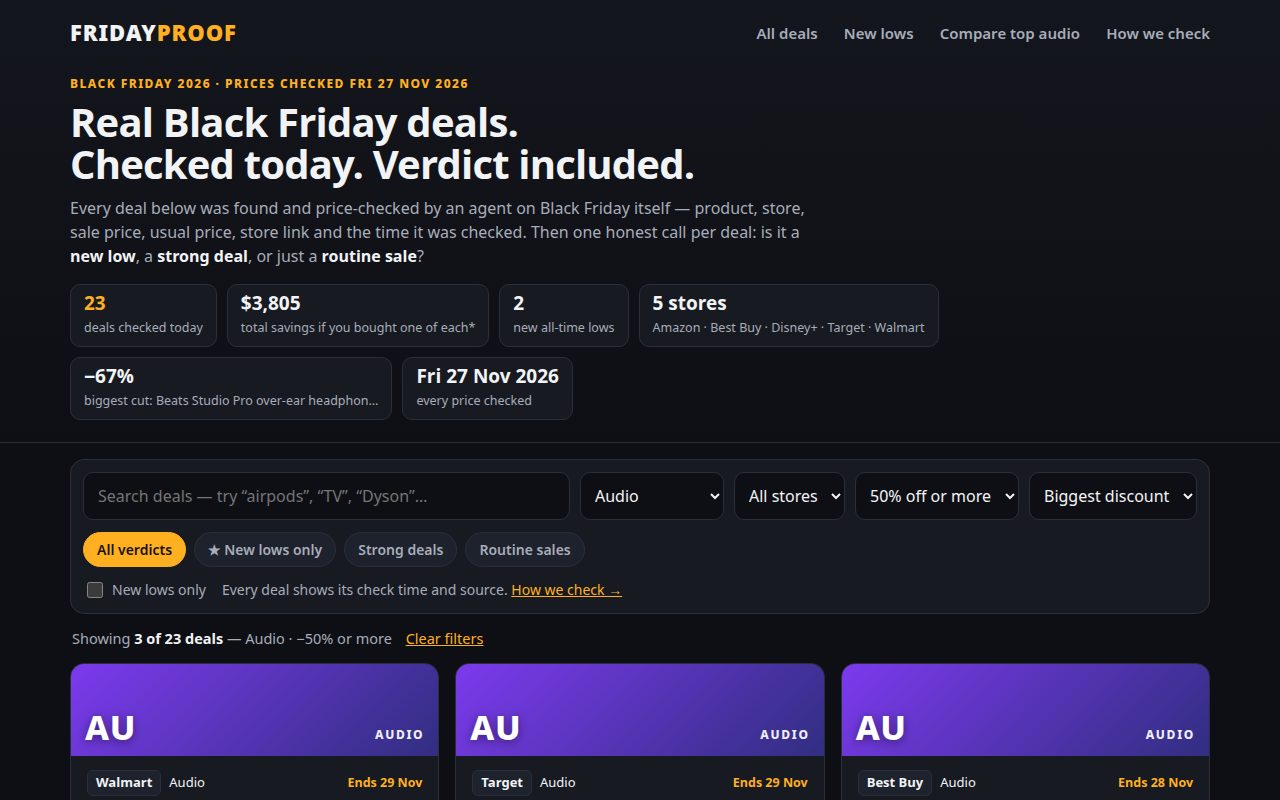 FRIDAYPROOF
All deals New lows Compare top audio How we check
BLACK FRIDAY 2026 · PRICES CHECKED FRI 27 NOV 2026
Real Black Friday deals.
Checked today. Verdict included.
Every deal below was found and price-checked by an agent on Black Friday itself — product, store,
sale price, usual price, store link and the time it was checked. Then one honest call per deal: is it a
new low, a strong deal, or just a routine sale?
23
deals checked today
$3,805
total savings if you bought one of each*
2
new all-time lows
5 stores
Amazon · Best Buy · Disney+ · Target · Walmart
−67%
biggest cut: Beats Studio Pro over-ear headphon...
Fri 27 Nov 2026
every price checked
Search deals — try “airpods”, “TV”, “Dyson”...
Audio
All stores
50% off or more
Biggest discount
All verdicts
★ New lows only
Strong deals
Routine sales
New lows only
Every deal shows its check time and source. How we check →
Showing 3 of 23 deals — Audio · −50% or more Clear filters
AU
AUDIO
Walmart Audio Ends 29 Nov
AU
AUDIO
Target Audio Ends 29 Nov
AU
AUDIO
Best Buy Audio Ends 28 Nov